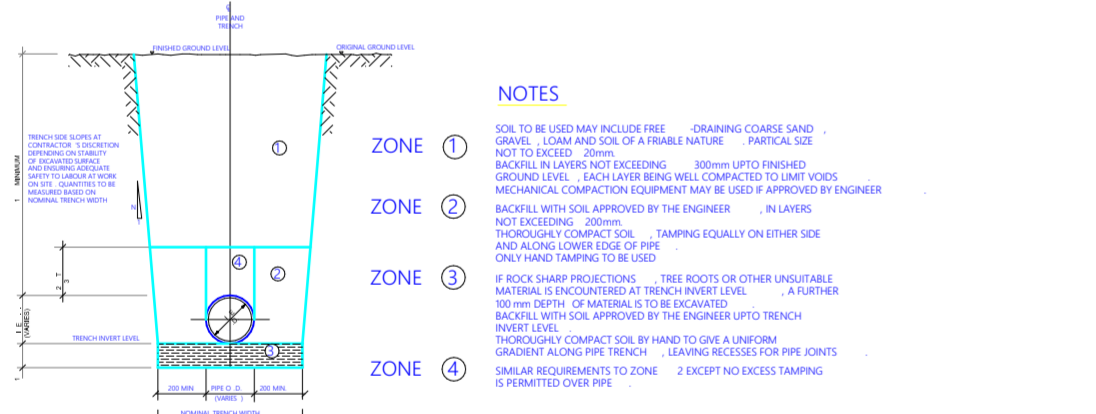 PIPE AND
TRENCH
FINISHED GROUND LEVEL
ORIGINAL GROUND LEVEL
TRENCH SIDE SLOPES AT
CONTRACTOR 'S DISCRETION
DEPENDING ON STABILITY
OF EXCAVATED SURFACE
AND ENSURING ADEQUATE
SAFETY TO LABOUR AT WORK
ON SITE . QUANTITIES TO BE
MEASURED BASED ON
NOMINAL TRENCH WIDTH
1 MINIMUM
N
1
1
4
2
3
(VARIES)
TRENCH INVERT LEVEL
1
200 MIN
PIPE O .D.
(VARIES )
200 MIN.
NOMINAL TRENCH WIDTH
NOTES
ZONE 1
SOIL TO BE USED MAY INCLUDE FREE -DRAINING COARSE SAND ,
GRAVEL , LOAM AND SOIL OF A FRIABLE NATURE . PARTICAL SIZE
NOT TO EXCEED 20mm.
BACKFILL IN LAYERS NOT EXCEEDING 300mm UPTO FINISHED
GROUND LEVEL , EACH LAYER BEING WELL COMPACTED TO LIMIT VOIDS .
MECHANICAL COMPACTION EQUIPMENT MAY BE USED IF APPROVED BY ENGINEER .
ZONE 2
BACKFILL WITH SOIL APPROVED BY THE ENGINEER , IN LAYERS
NOT EXCEEDING 200mm.
THOROUGHLY COMPACT SOIL , TAMPING EQUALLY ON EITHER SIDE
AND ALONG LOWER EDGE OF PIPE .
ONLY HAND TAMPING TO BE USED
ZONE 3
IF ROCK SHARP PROJECTIONS , TREE ROOTS OR OTHER UNSUITABLE
MATERIAL IS ENCOUNTERED AT TRENCH INVERT LEVEL , A FURTHER
100 mm DEPTH OF MATERIAL IS TO BE EXCAVATED .
BACKFILL WITH SOIL APPROVED BY THE ENGINEER UPTO TRENCH
INVERT LEVEL .
THOROUGHLY COMPACT SOIL BY HAND TO GIVE A UNIFORM
GRADIENT ALONG PIPE TRENCH , LEAVING RECESSES FOR PIPE JOINTS .
ZONE 4
SIMILAR REQUIREMENTS TO ZONE 2 EXCEPT NO EXCESS TAMPING
IS PERMITTED OVER PIPE .